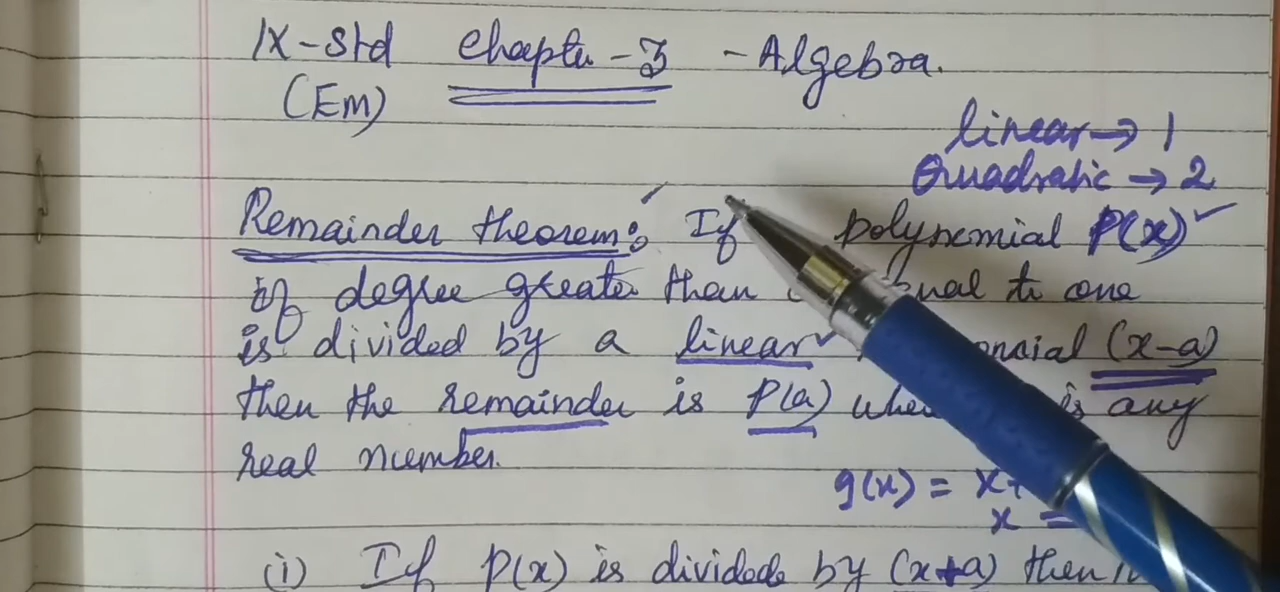 IX-Std Chapter-3 -Algebra.
(Em)
linear→ 1
Quadratic → 2
Remainder theorem: If polynomial P(x)
of degree greater than equal to one
is divided by a linear (x-a)
then the remainder is P(a) is any
real number.
g(x) = x+
x =
(i) If P(x) is divided by (x+a) then